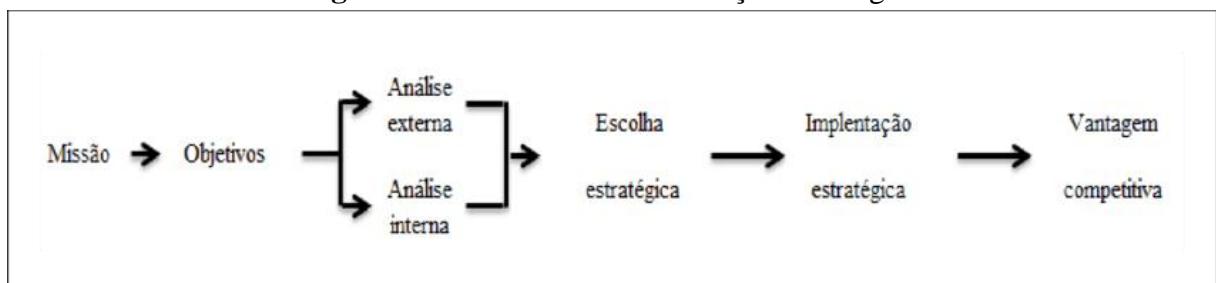 Missão
Objetivos
Análise
externa
Análise
interna
Escolha
estratégica
Implentação
estratégica
Vantagem
competitiva